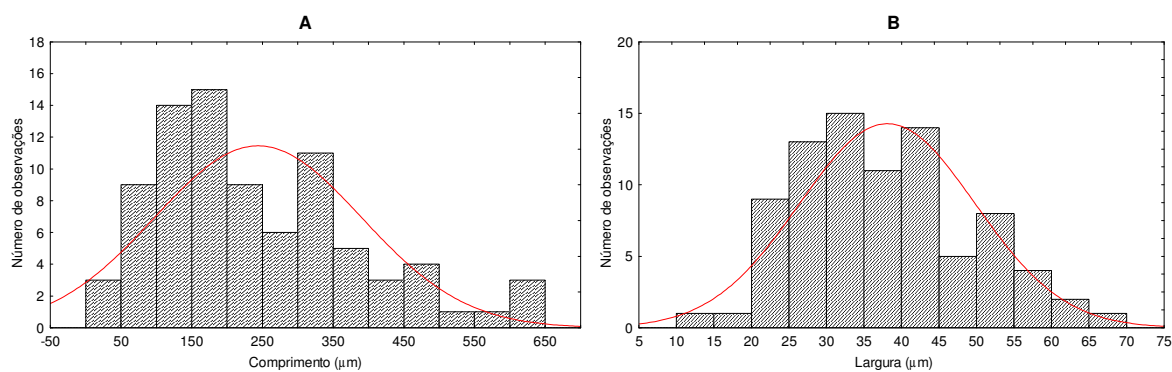 A
B
Número de observações
18
16
14
12
10
8
6
4
2
0
-50 50 150 250 350 450 550 650
Comprimento (μm)
Número de observações
20
15
10
5
0
5 10 15 20 25 30 35 40 45 50 55 60 65 70 75
Largura (μm)